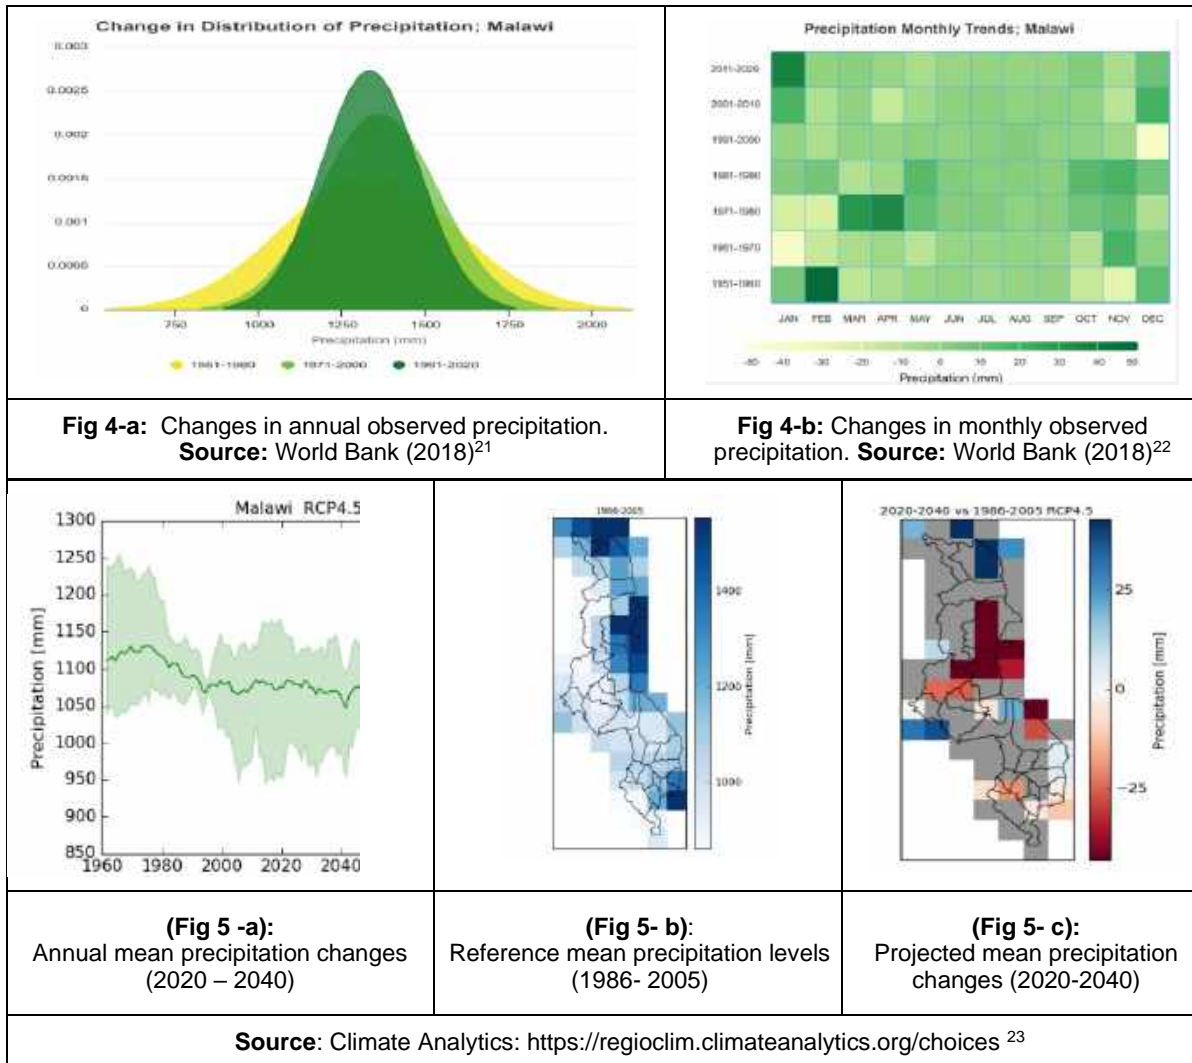 Change in Distribution of Precipitation; Malawi
0.003
0.0025
0.002
0.0015
0.001
0.0005
0
750 1000 1250 1500 1750 2000
Precipitation (mm)
1951-1980 1971-2000 1991-2020
Precipitation Monthly Trends; Malawi
2011-2020
2001-2010
1991-2000
1981-1990
1971-1980
1961-1970
1951-1960
JAN FEB MAR APR MAY JUN JUL AUG SEP OCT NOV DEC
-50 -40 -30 -20 -10 0 10 20 30 40 50
Precipitation (mm)
Fig 4-a: Changes in annual observed precipitation.
Source: World Bank (2018)21
Fig 4-b: Changes in monthly observed
precipitation. Source: World Bank (2018)22
Malawi RCP4.5
1300
1250
1200
1150
1100
1050
1000
950
900
850
Precipitation [mm]
1960 1980 2000 2020 2040
1986-2005
1400
1200
1000
Precipitation [mm]
2020-2040 vs 1986-2005 RCP4.5
25
0
−25
Precipitation [mm]
(Fig 5 -a):
Annual mean precipitation changes
(2020 – 2040)
(Fig 5- b):
Reference mean precipitation levels
(1986- 2005)
(Fig 5- c):
Projected mean precipitation
changes (2020-2040)
Source: Climate Analytics: https://regioclim.climateanalytics.org/choices 23